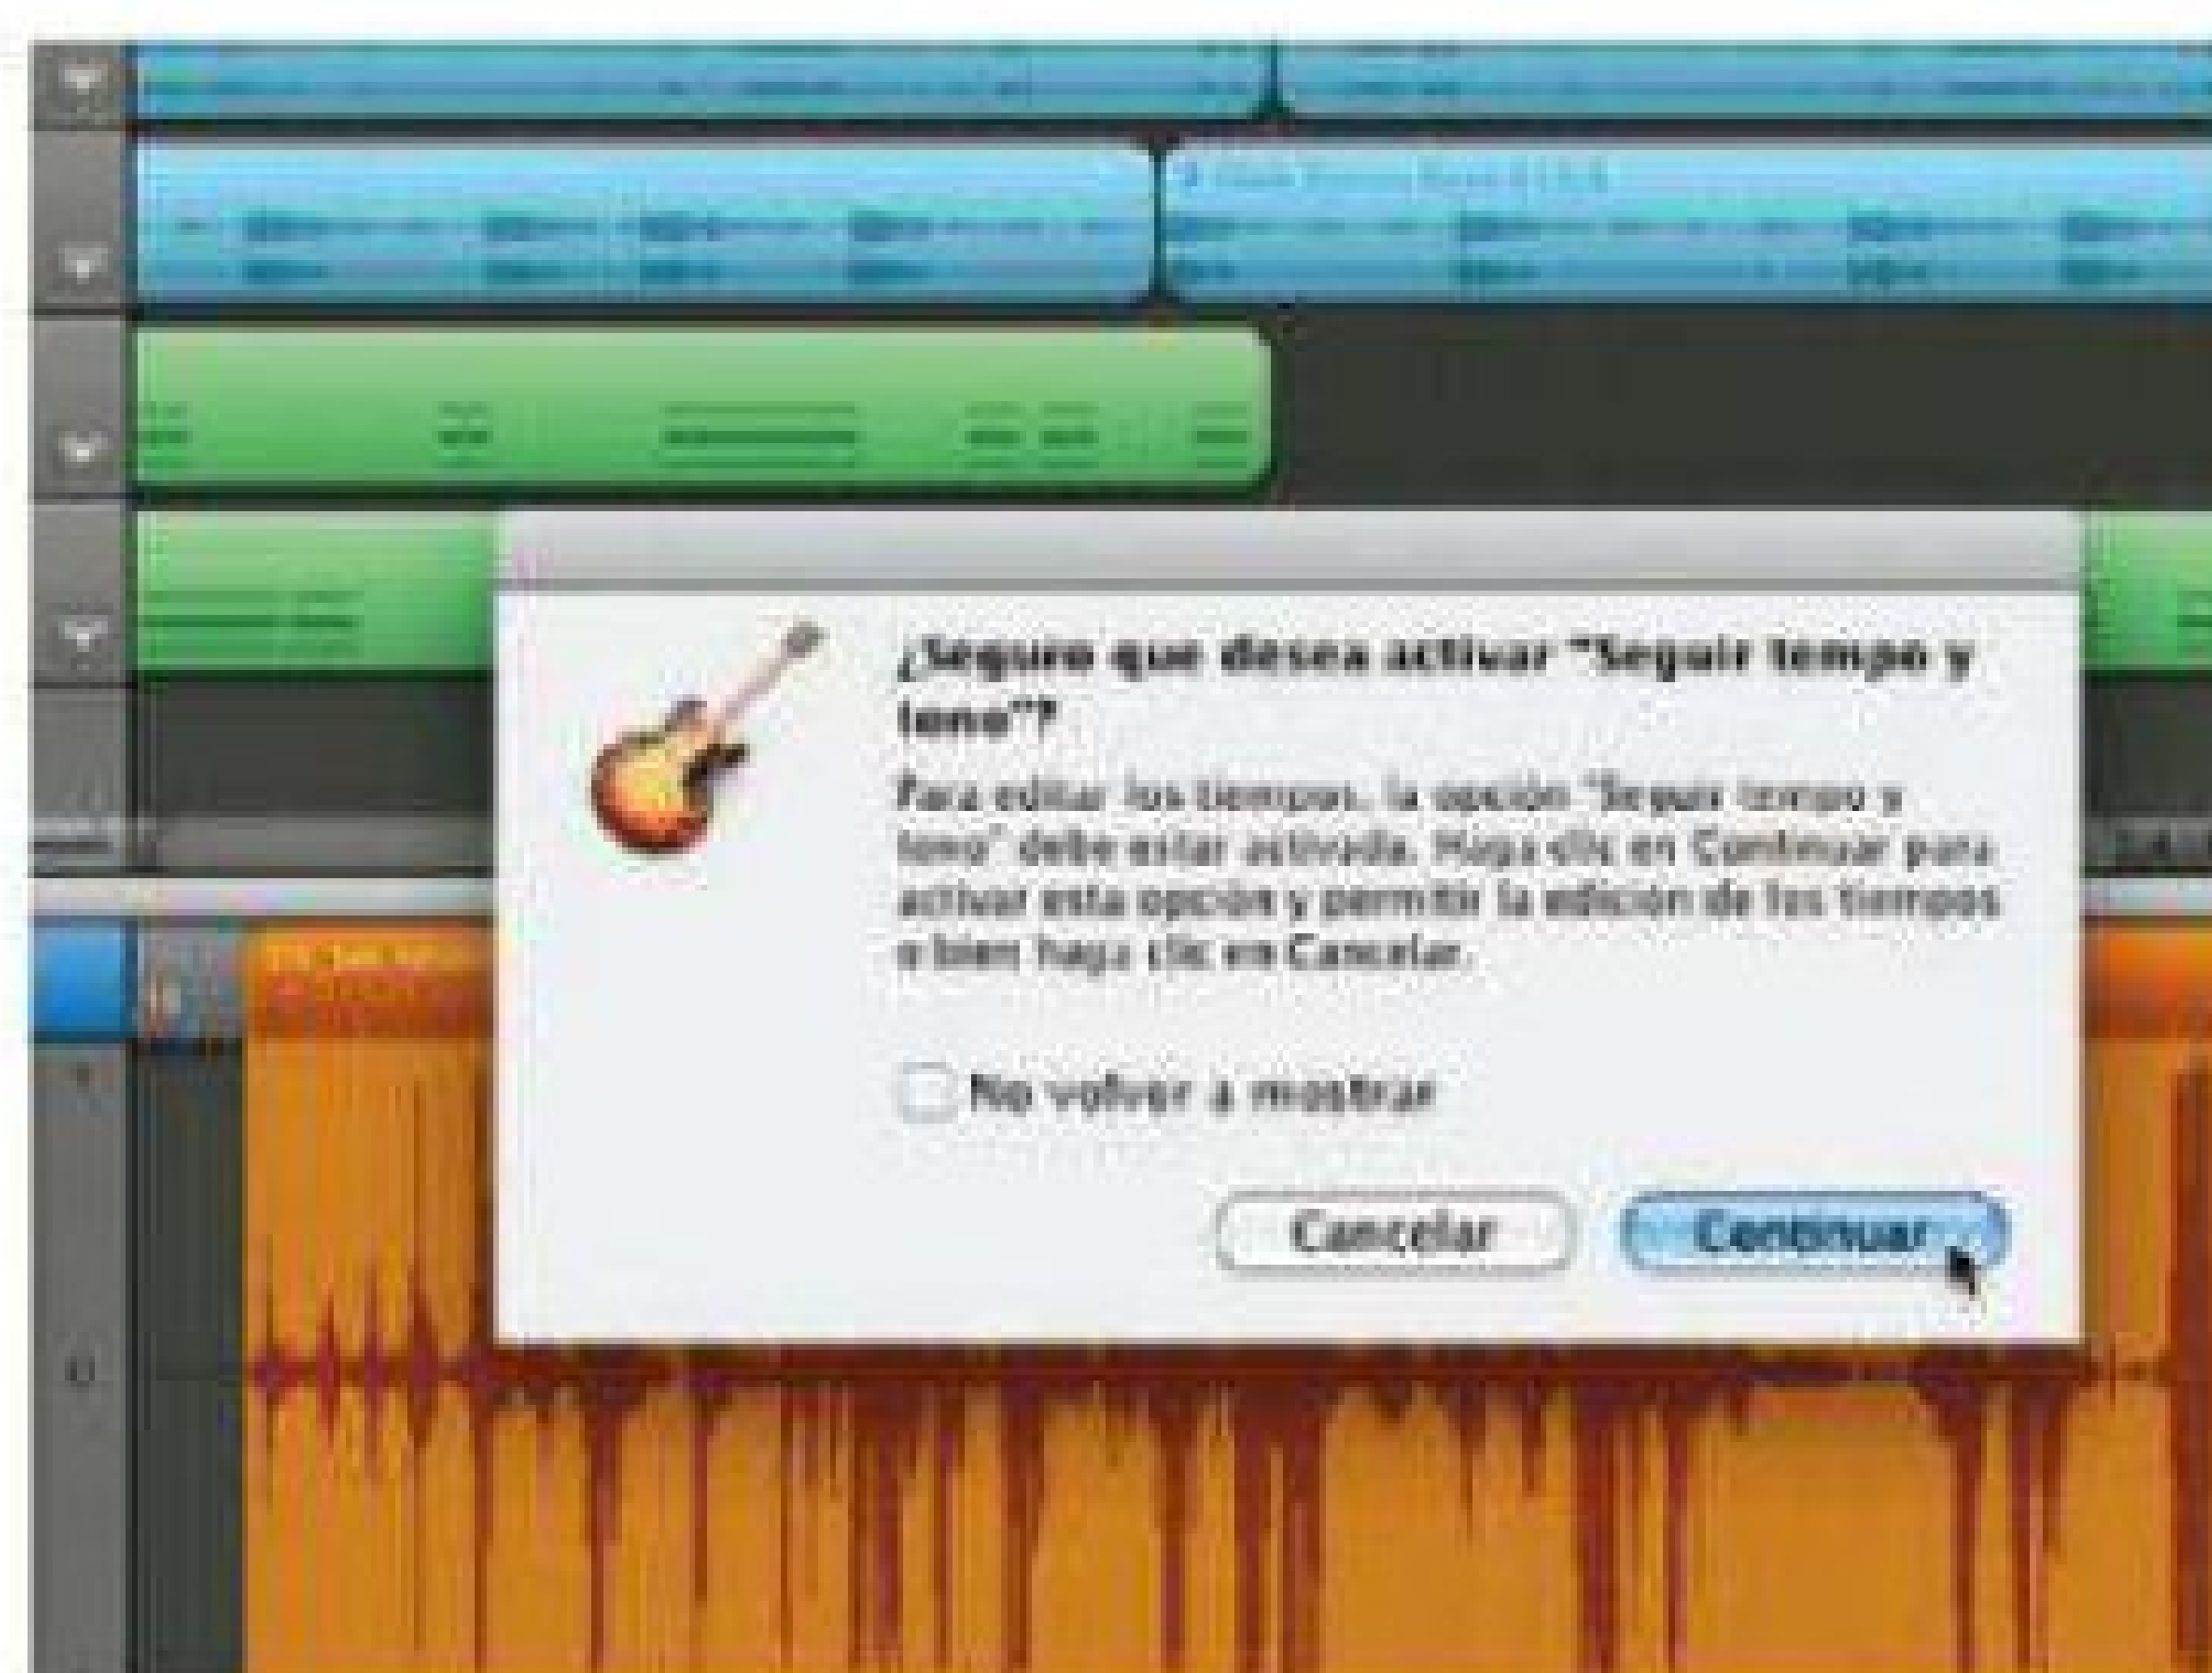 ¿Seguro que desea activar "Seguir tempo y
tono"?
Para editar los tiempos, la opción "Seguir tempo y
tono" debe estar activada. Haga clic en Continuar para
activar esta opción y permitir la edición de los tiempos
o bien haga clic en Cancelar.
No volver a mostrar
Cancelar
Continuar